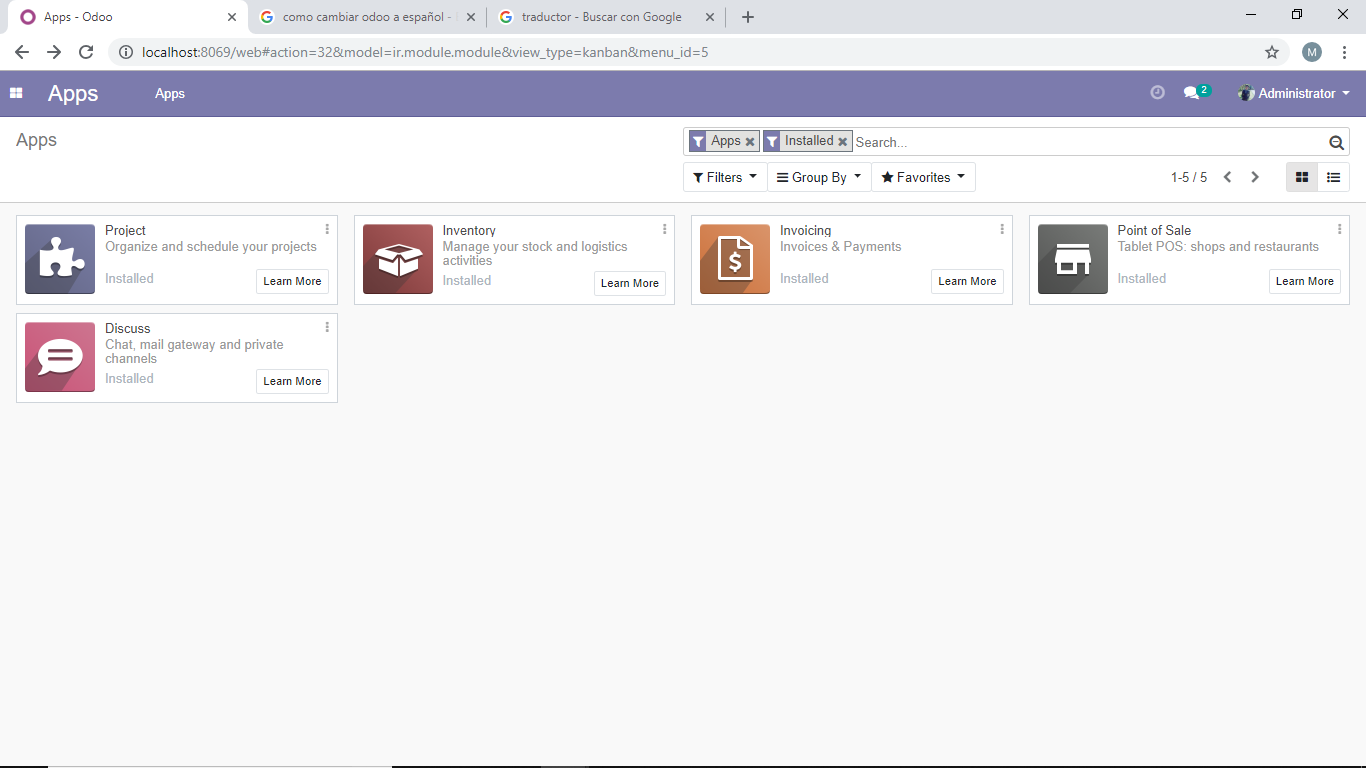 Apps - Odoo
como cambiar odoo a español -
traductor - Buscar con Google
localhost:8069/web#action=32&model=ir.module.module&view_type=kanban&menu_id=5
M
Apps
Apps
2
Administrator
Apps
Apps
Installed
Search...
Filters
Group By
Favorites
1-5 / 5
Project
Organize and schedule your projects
Installed
Learn More
Inventory
Manage your stock and logistics
activities
Installed
Learn More
Invoicing
Invoices & Payments
Installed
Learn More
Point of Sale
Tablet POS: shops and restaurants
Installed
Learn More
Discuss
Chat, mail gateway and private
channels
Installed
Learn More